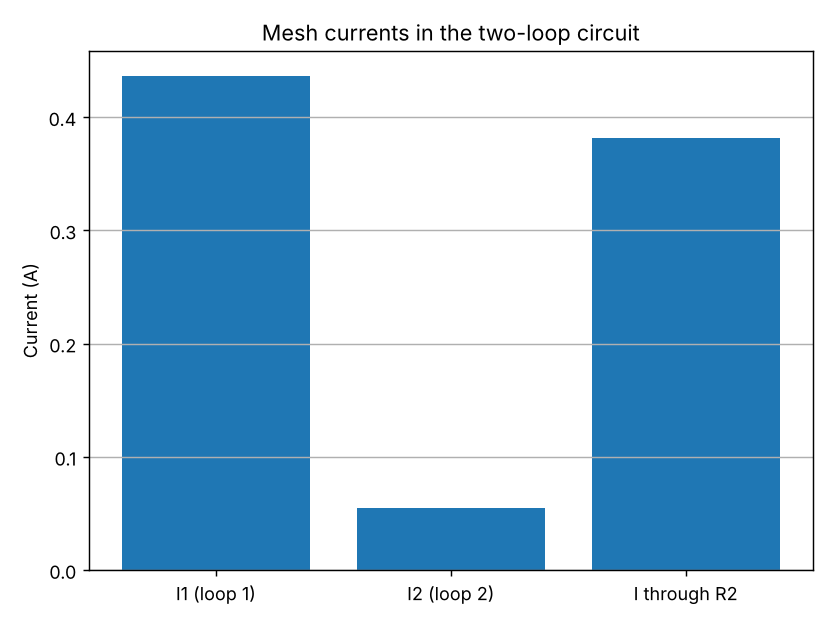 Mesh currents in the two-loop circuit
Current (A)
0.4
0.3
0.2
0.1
0.0
I1 (loop 1)
I2 (loop 2)
I through R2